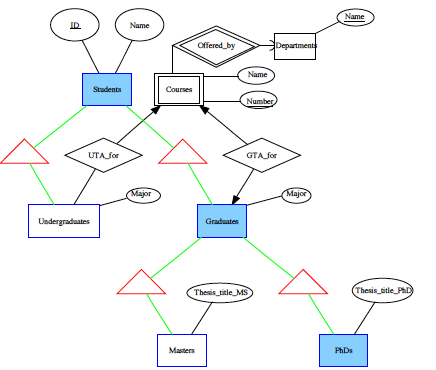 Name
ID
Name
Offered_by
Departments
Name
Students
Courses
Number
UTA_for
GTA_for
Major
Major
Undergraduates
Graduates
Thesis_title_MS
Thesis_title_PhD
Masters
PhDs